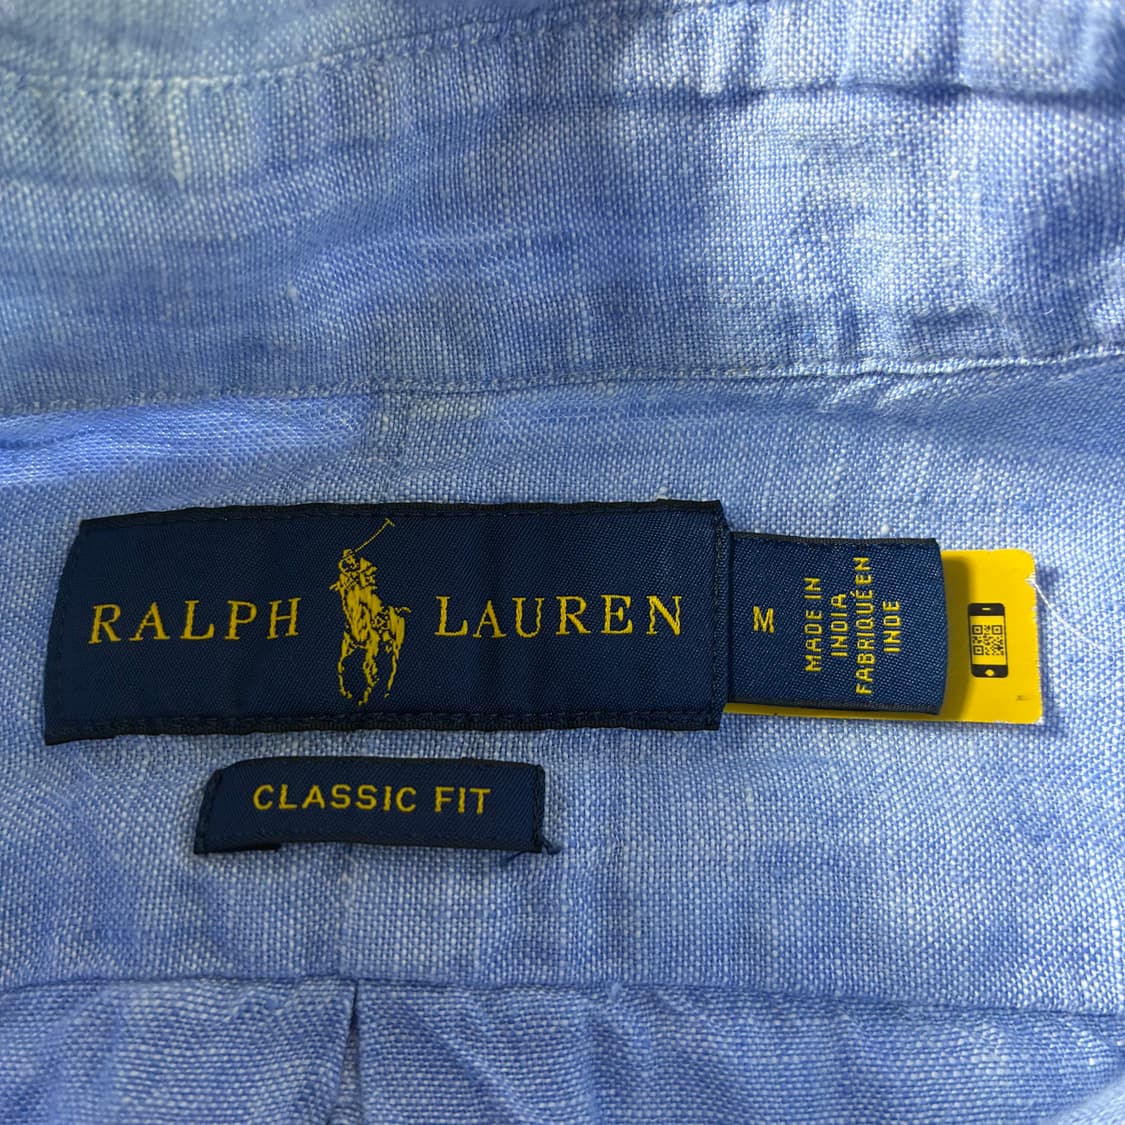 RALPH LAUREN
M
MADE IN
INDIA
FABRIQUÉ EN
INDE
CLASSIC FIT